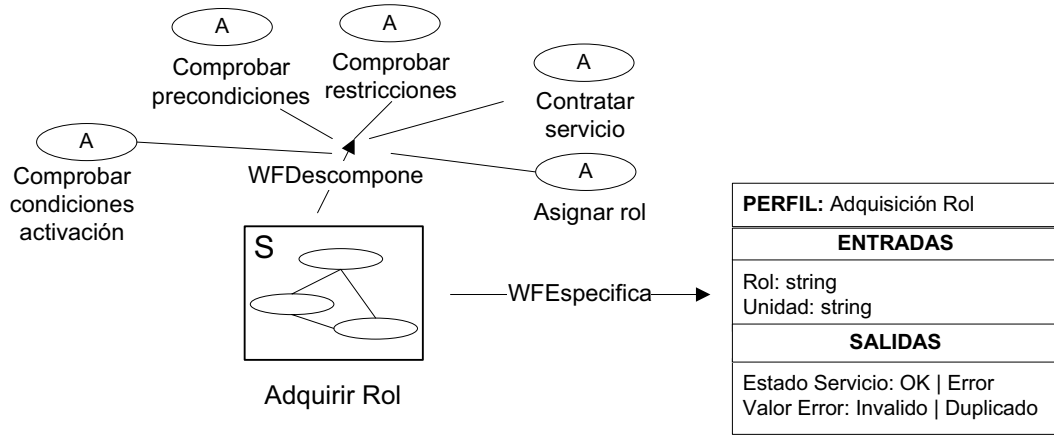 A
Comprobar
precondiciones
A
Comprobar
restricciones
A
Contratar
servicio
A
Comprobar
condiciones
activación
WFDescompone
A
Asignar rol
S
Adquirir Rol
WFEspecifica
PERFIL: Adquisición Rol
ENTRADAS
Rol: string
Unidad: string
SALIDAS
Estado Servicio: OK | Error
Valor Error: Invalido | Duplicado